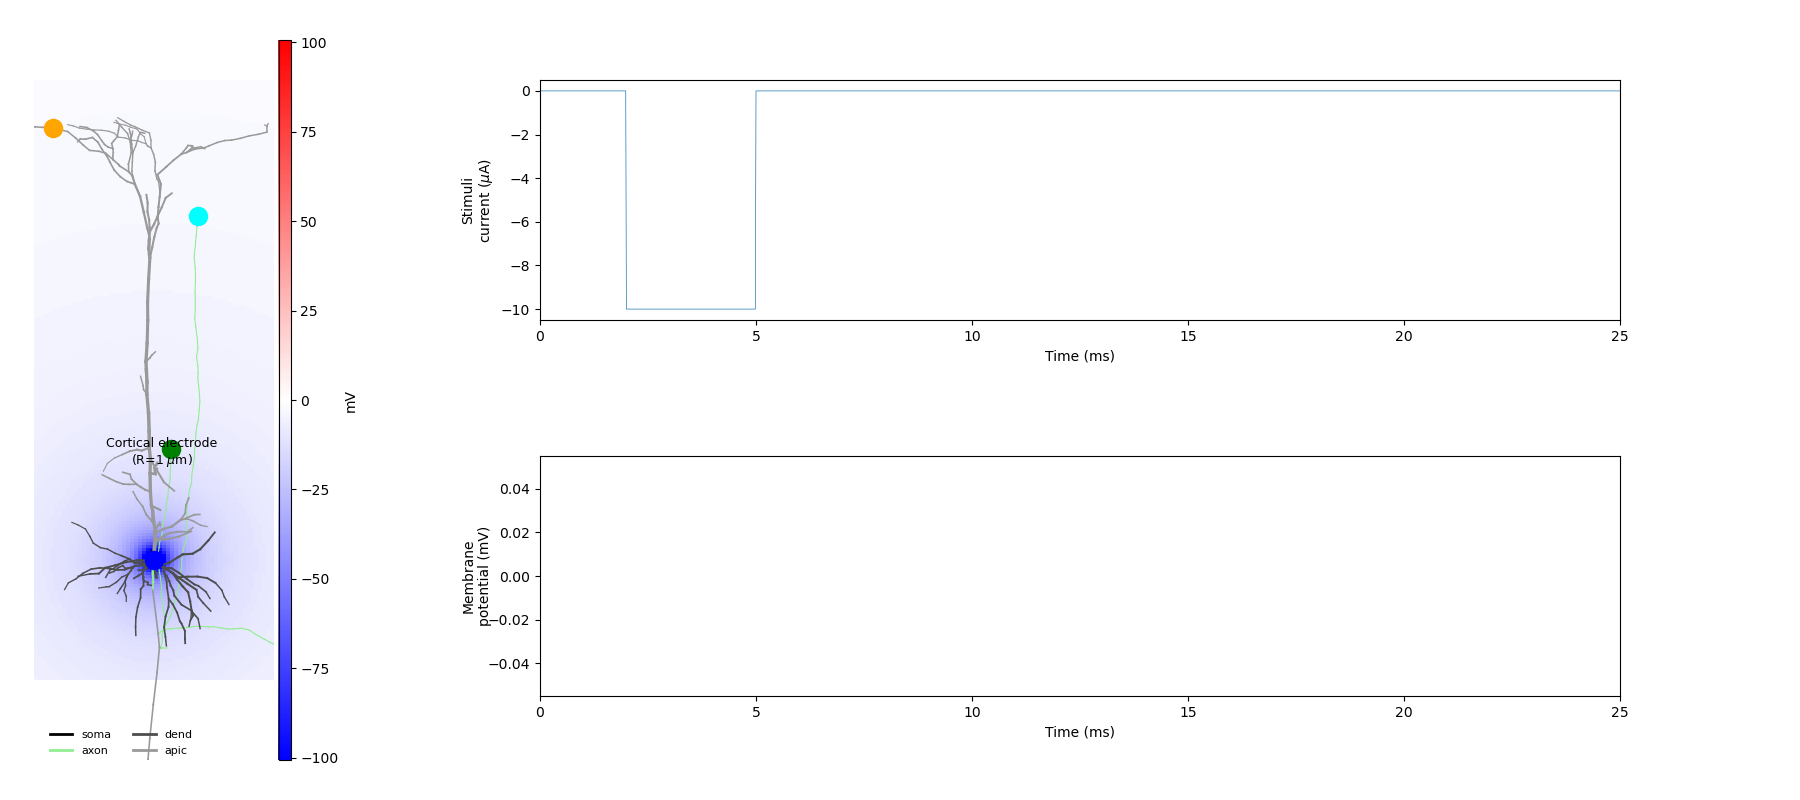 100
75
50
25
0
−25
−50
−75
−100
mV
Cortical electrode
(R=1 μm)
soma
axon
dend
apic
Stimuli
current (μA)
0
−2
−4
−6
−8
−10
0
5
10
15
20
25
Time (ms)
Membrane
potential (mV)
0.04
0.02
0.00
−0.02
−0.04
0
5
10
15
20
25
Time (ms)